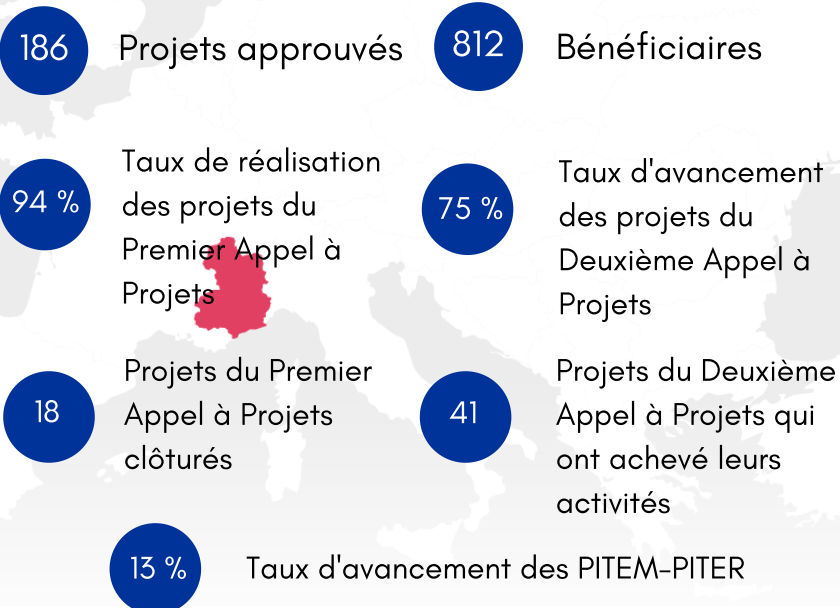 186
Projets approuvés
812
Bénéficiaires
94 %
Taux de réalisation
des projets du
Premier Appel à
Projets
75 %
Taux d'avancement
des projets du
Deuxième Appel à
Projets
18
Projets du Premier
Appel à Projets
clôturés
41
Projets du Deuxième
Appel à Projets qui
ont achevé leurs
activités
13 %
Taux d'avancement des PITEM-PITER